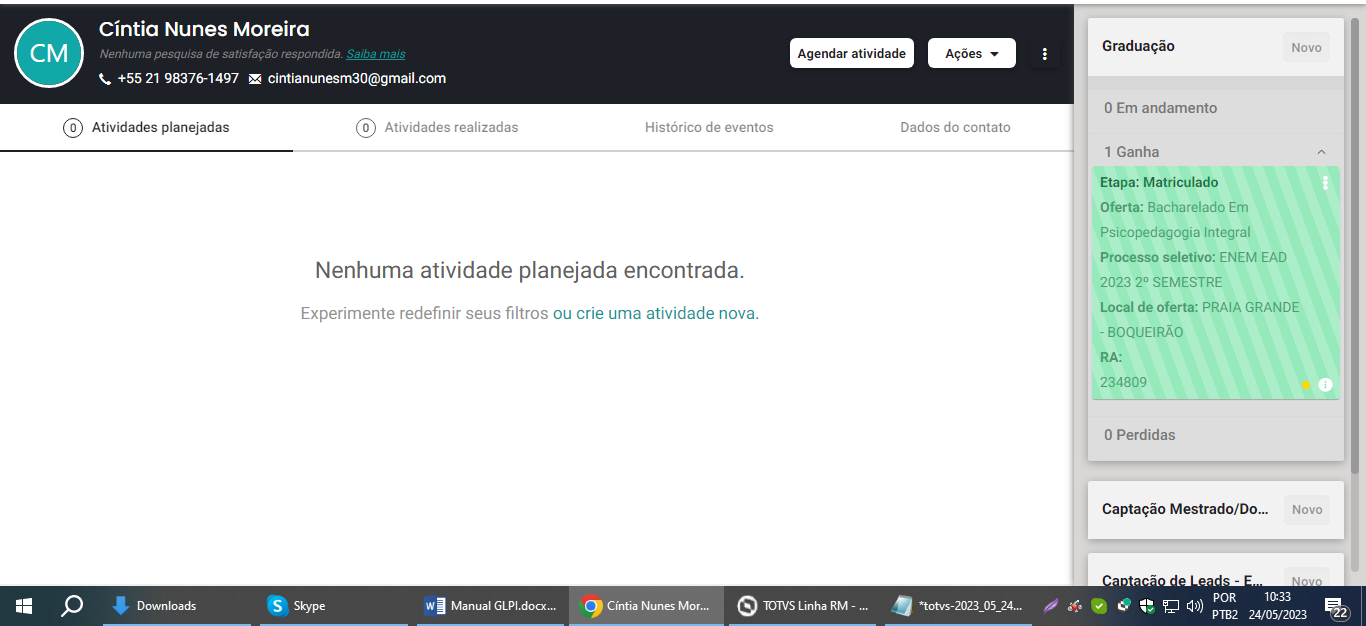 CM
Cíntia Nunes Moreira
Nenhuma pesquisa de satisfação respondida. Saiba mais
+55 21 98376-1497 cintianunesm30@gmail.com
Agendar atividade
Ações
0 Atividades planejadas
0 Atividades realizadas
Histórico de eventos
Dados do contato
Nenhuma atividade planejada encontrada.
Experimente redefinir seus filtros ou crie uma atividade nova.
Graduação
Novo
0 Em andamento
1 Ganha
Etapa: Matriculado
Oferta: Bacharelado Em
Psicopedagogia Integral
Processo seletivo: ENEM EAD
2023 2º SEMESTRE
Local de oferta: PRAIA GRANDE
- BOQUEIRÃO
RA:
234809
0 Perdidas
Captação Mestrado/Do...
Novo
Captação de Leads - E...
Novo
Downloads
Skype
Manual GLPI.docx...
Cíntia Nunes Mor...
TOTVS Linha RM - ...
*totvs-2023_05_24...
POR
PTB2
10:33
24/05/2023
22